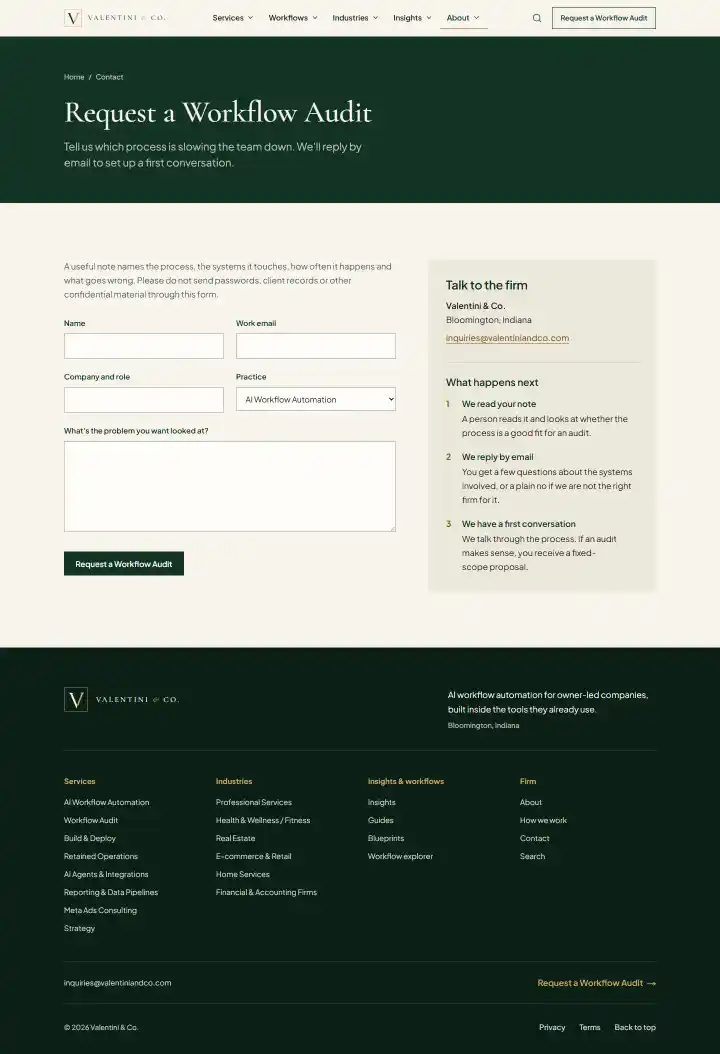 V VALENTINI & CO.
Services
Workflows
Industries
Insights
About
Request a Workflow Audit
Home / Contact
Request a Workflow Audit
Tell us which process is slowing the team down. We'll reply by
email to set up a first conversation.
A useful note names the process, the systems it touches, how often it happens and
what goes wrong. Please do not send passwords, client records or other
confidential material through this form.
Name
Work email
Company and role
Practice
AI Workflow Automation
What's the problem you want looked at?
Request a Workflow Audit
Talk to the firm
Valentini & Co.
Bloomington, Indiana
inquiries@valentiniandco.com
What happens next
1 We read your note
A person reads it and looks at whether the
process is a good fit for an audit.
2 We reply by email
You get a few questions about the systems
involved, or a plain no if we are not the right
firm for it.
3 We have a first conversation
We talk through the process. If an audit
makes sense, you receive a fixed-
scope proposal.
V VALENTINI & CO.
AI workflow automation for owner-led companies,
built inside the tools they already use.
Bloomington, Indiana
Services
AI Workflow Automation
Workflow Audit
Build & Deploy
Retained Operations
AI Agents & Integrations
Reporting & Data Pipelines
Meta Ads Consulting
Strategy
Industries
Professional Services
Health & Wellness / Fitness
Real Estate
E-commerce & Retail
Home Services
Financial & Accounting Firms
Insights & workflows
Insights
Guides
Blueprints
Workflow explorer
Firm
About
How we work
Contact
Search
inquiries@valentiniandco.com
Request a Workflow Audit →
© 2026 Valentini & Co.
Privacy
Terms
Back to top